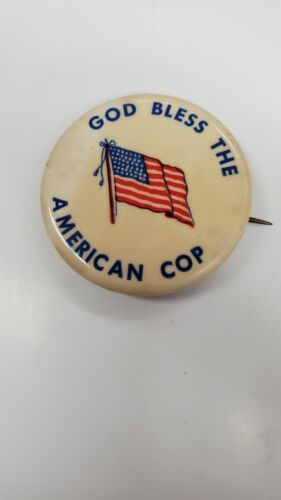 GOD BLESS THE
AMERICAN COP